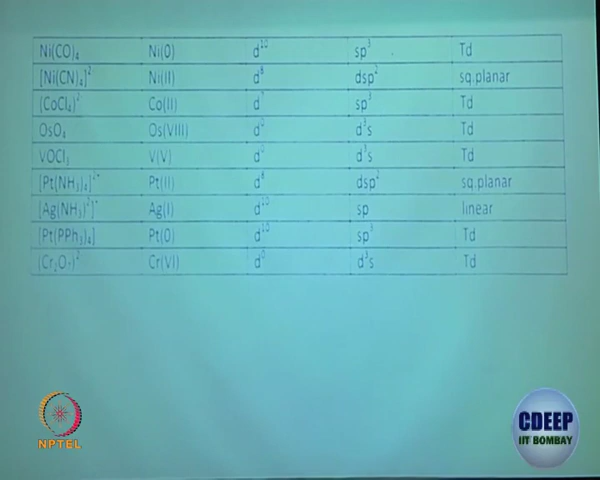 Ni(CO)₄ Ni(0) d¹⁰ sp³ Td
[Ni(CN)₄]² Ni(II) d⁸ dsp² sq.planar
(CoCl₄)² Co(II) d⁷ sp³ Td
OsO₄ Os(VIII) d⁰ d³s Td
VOCl₃ V(V) d⁰ d³s Td
[Pt(NH₃)₄]²⁺ Pt(II) d⁸ dsp² sq.planar
[Ag(NH₃)²]⁺ Ag(I) d¹⁰ sp linear
[Pt(PPh₃)₄] Pt(0) d¹⁰ sp³ Td
(Cr₂O₇)² Cr(VI) d⁰ d³s Td
NPTEL
CDEEP
IIT BOMBAY